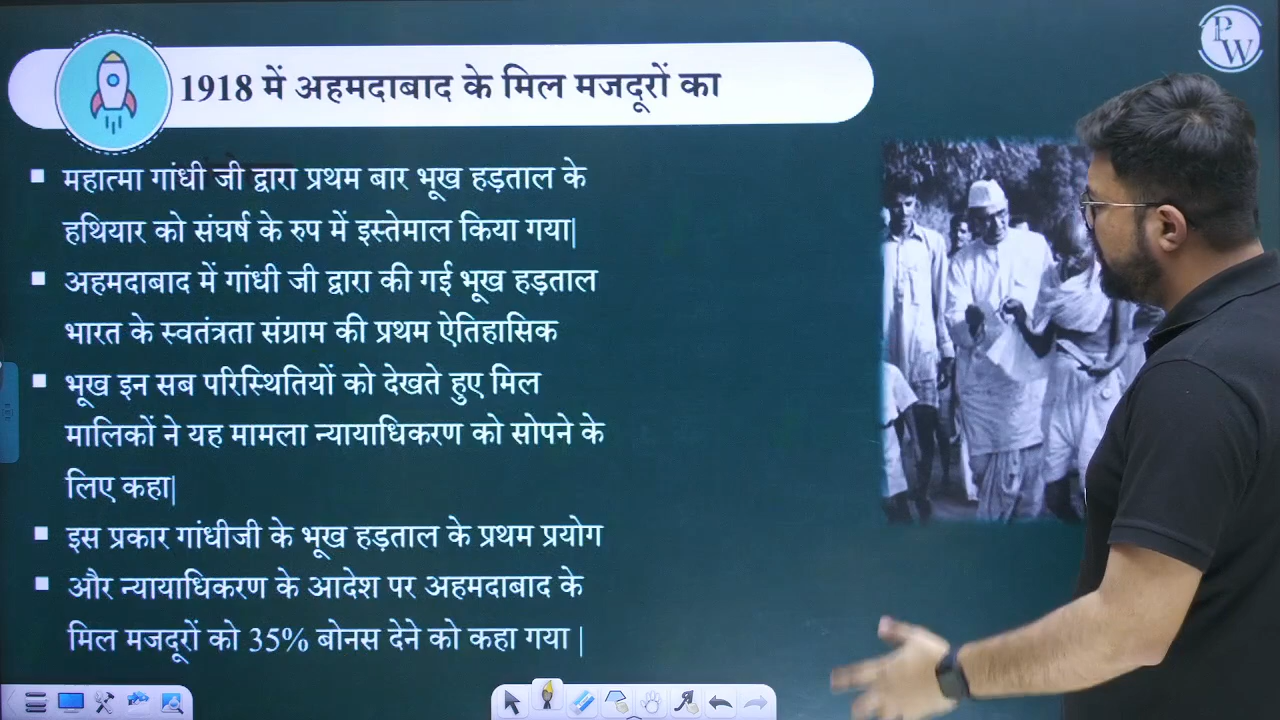 1918 में अहमदाबाद के मिल मजदूरों का
PW
महात्मा गांधी जी द्वारा प्रथम बार भूख हड़ताल के
हथियार को संघर्ष के रुप में इस्तेमाल किया गया|
अहमदाबाद में गांधी जी द्वारा की गई भूख हड़ताल
भारत के स्वतंत्रता संग्राम की प्रथम ऐतिहासिक
भूख इन सब परिस्थितियों को देखते हुए मिल
मालिकों ने यह मामला न्यायाधिकरण को सोपने के
लिए कहा|
इस प्रकार गांधीजी के भूख हड़ताल के प्रथम प्रयोग
और न्यायाधिकरण के आदेश पर अहमदाबाद के
मिल मजदूरों को 35% बोनस देने को कहा गया |